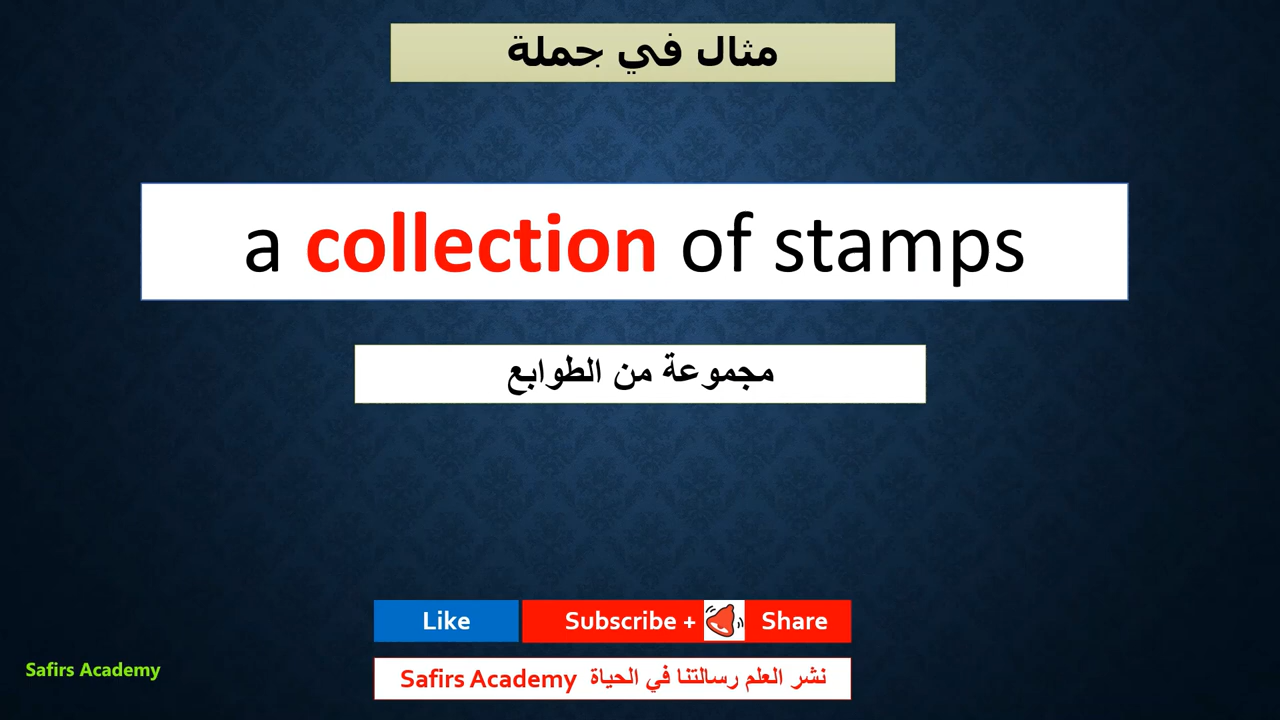 مثال في جملة
a collection of stamps
مجموعة من الطوابع
Like Subscribe + Share
Safirs Academy
Safirs Academy نشر العلم رسالتنا في الحياة